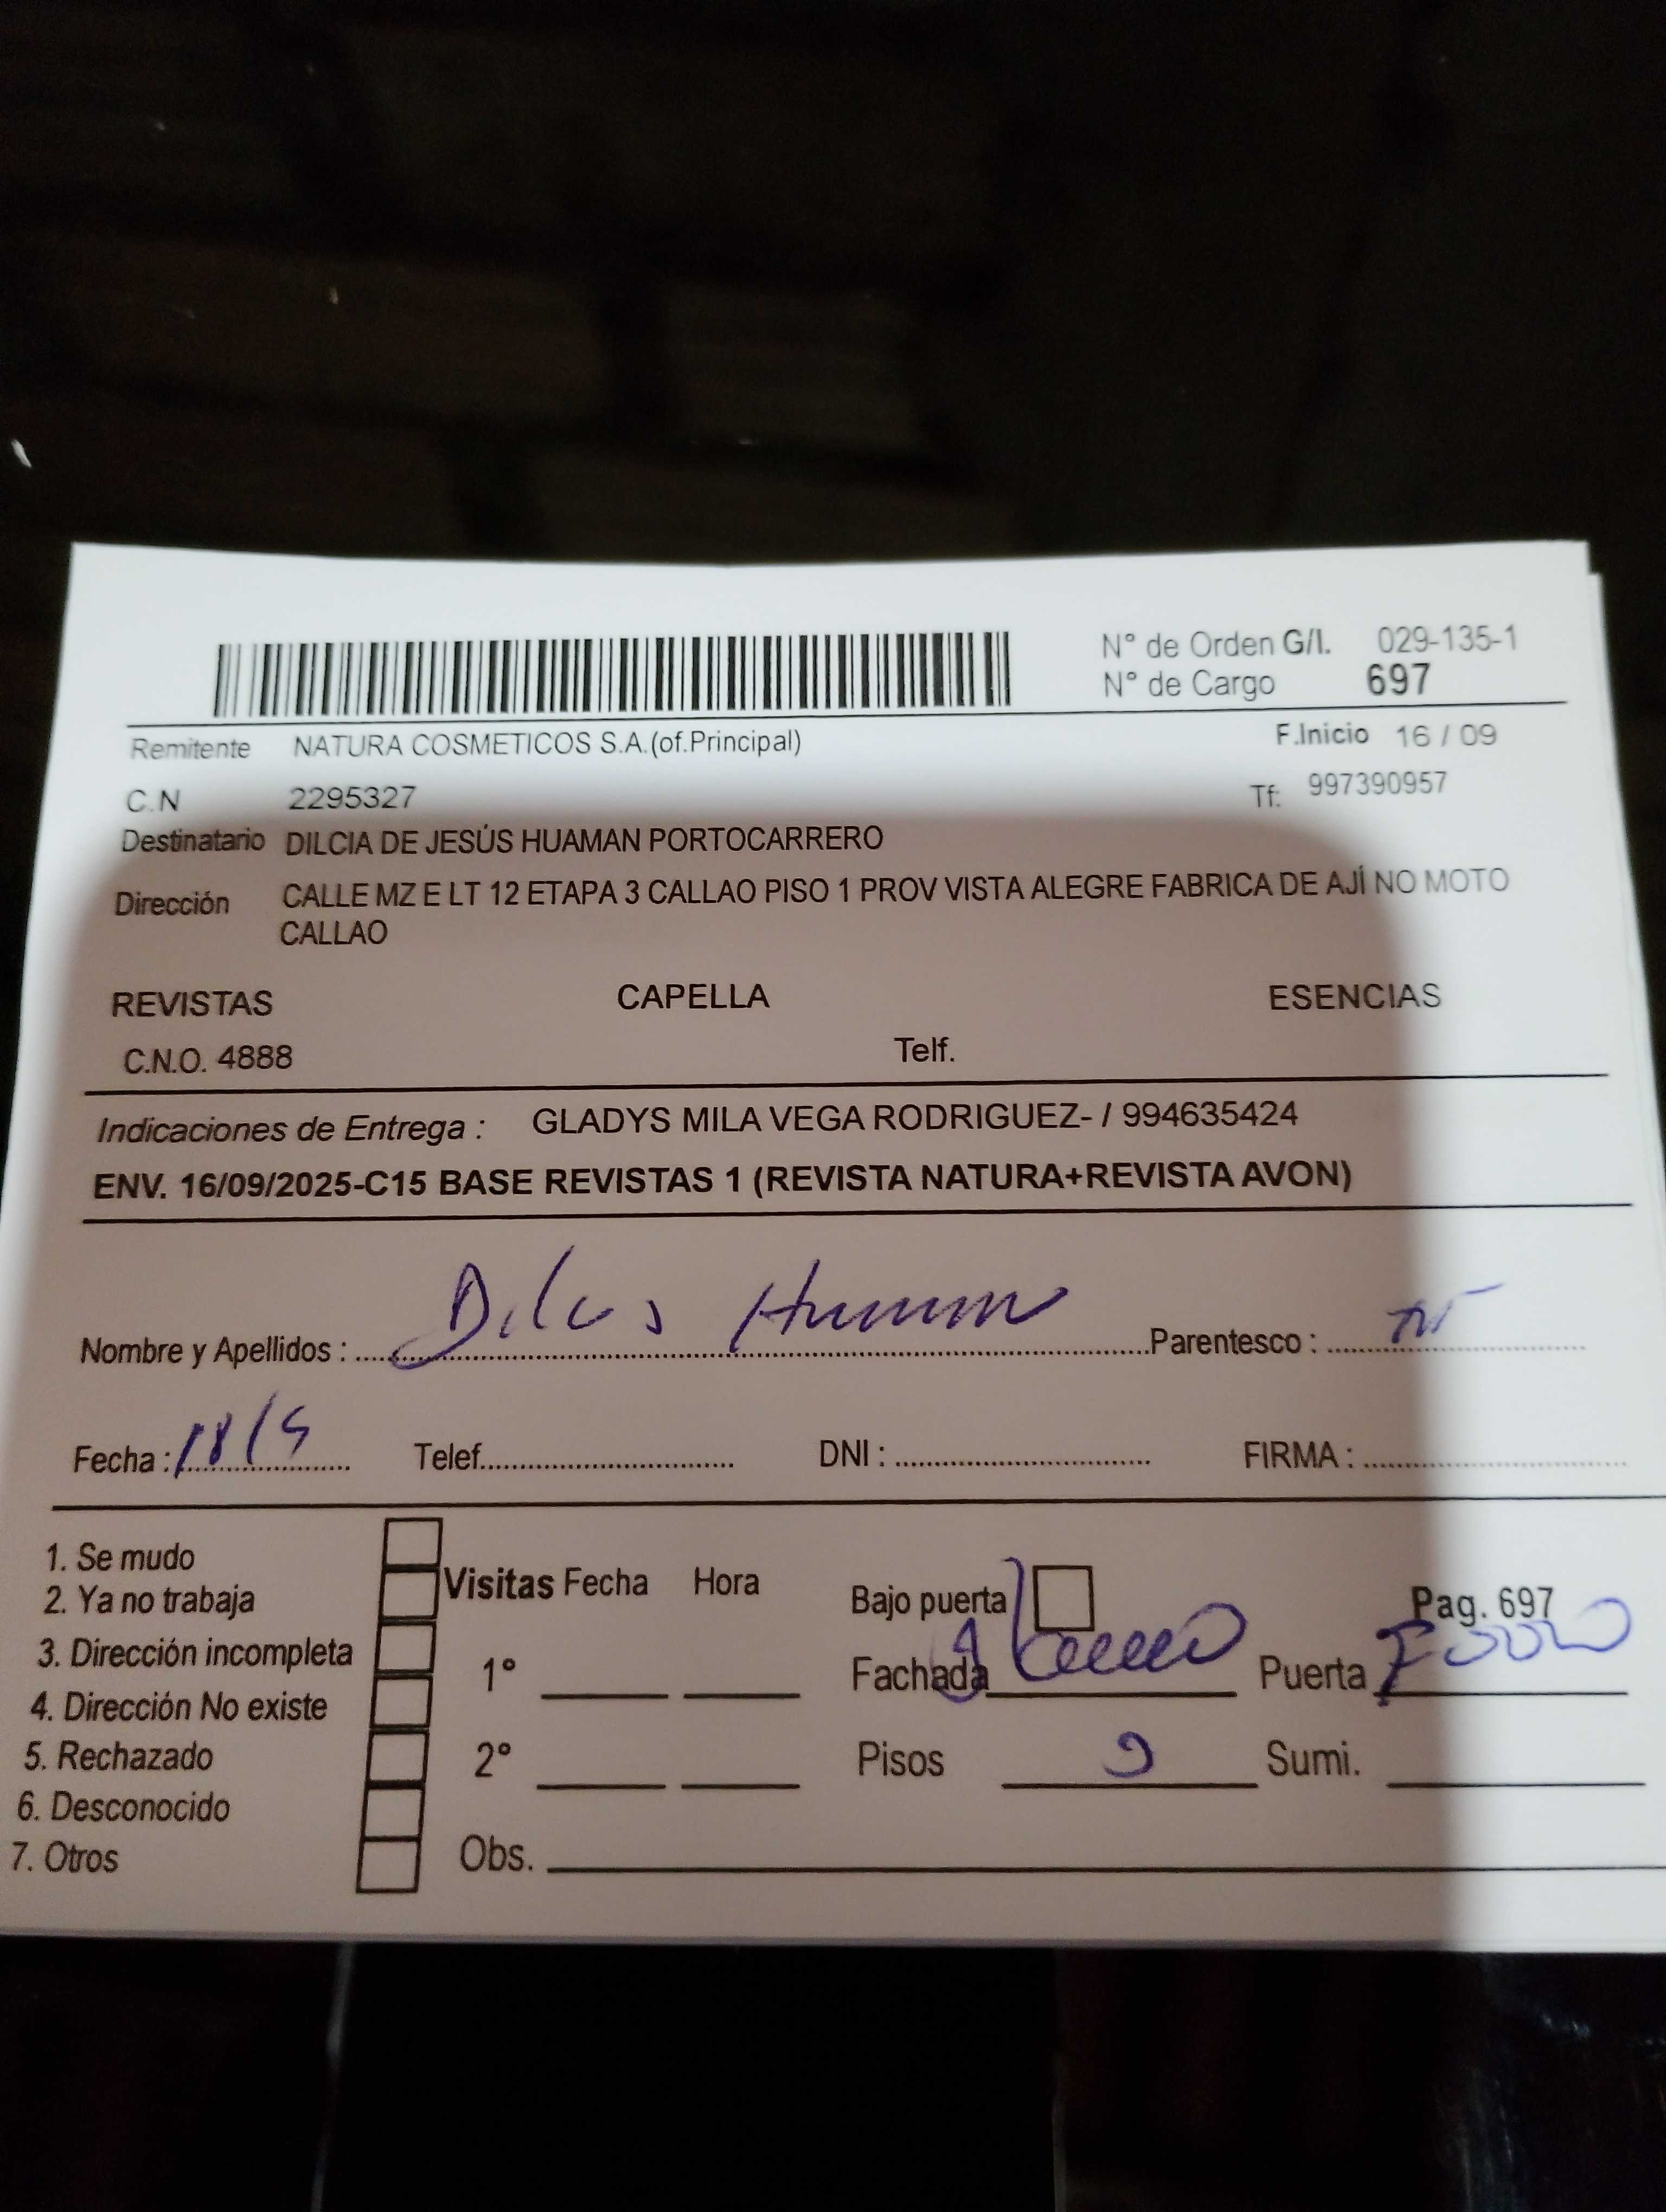 N° de Orden G/I. 029-135-1
N° de Cargo 697
Remitente NATURA COSMETICOS S.A.(of.Principal) F.Inicio 16 / 09
C.N 2295327 Tf: 997390957
Destinatario DILCIA DE JESÚS HUAMAN PORTOCARRERO
Dirección CALLE MZ E LT 12 ETAPA 3 CALLAO PISO 1 PROV VISTA ALEGRE FABRICA DE AJÍ NO MOTO
CALLAO
REVISTAS CAPELLA ESENCIAS
C.N.O. 4888 Telf.
Indicaciones de Entrega : GLADYS MILA VEGA RODRIGUEZ- / 994635424
ENV. 16/09/2025-C15 BASE REVISTAS 1 (REVISTA NATURA+REVISTA AVON)
Nombre y Apellidos : Parentesco :
Fecha : 18/9 Telef. DNI : FIRMA :
1. Se mudo
2. Ya no trabaja Visitas Fecha Hora Bajo puerta Pag. 697
3. Dirección incompleta 1° Fachada Puerta
4. Dirección No existe
5. Rechazado 2° Pisos Sumi.
6. Desconocido
7. Otros Obs.